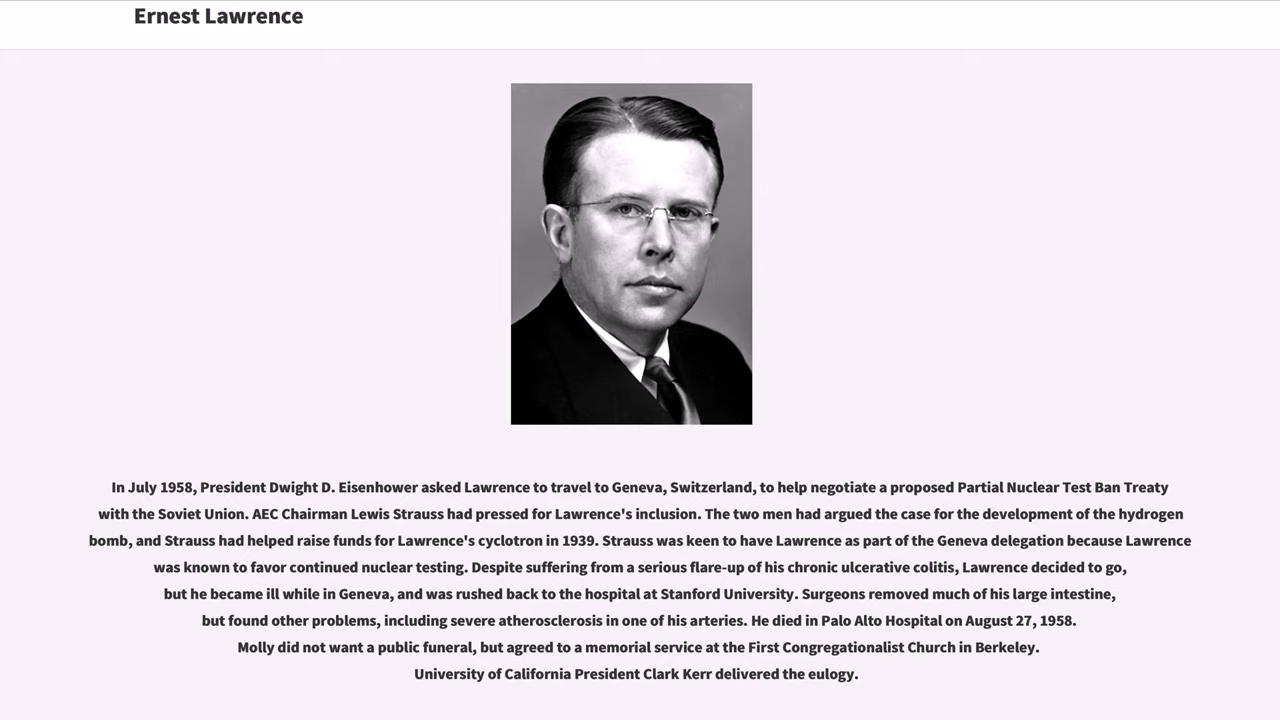 Ernest Lawrence
In July 1958, President Dwight D. Eisenhower asked Lawrence to travel to Geneva, Switzerland, to help negotiate a proposed Partial Nuclear Test Ban Treaty
with the Soviet Union. AEC Chairman Lewis Strauss had pressed for Lawrence's inclusion. The two men had argued the case for the development of the hydrogen
bomb, and Strauss had helped raise funds for Lawrence's cyclotron in 1939. Strauss was keen to have Lawrence as part of the Geneva delegation because Lawrence
was known to favor continued nuclear testing. Despite suffering from a serious flare-up of his chronic ulcerative colitis, Lawrence decided to go,
but he became ill while in Geneva, and was rushed back to the hospital at Stanford University. Surgeons removed much of his large intestine,
but found other problems, including severe atherosclerosis in one of his arteries. He died in Palo Alto Hospital on August 27, 1958.
Molly did not want a public funeral, but agreed to a memorial service at the First Congregationalist Church in Berkeley.
University of California President Clark Kerr delivered the eulogy.